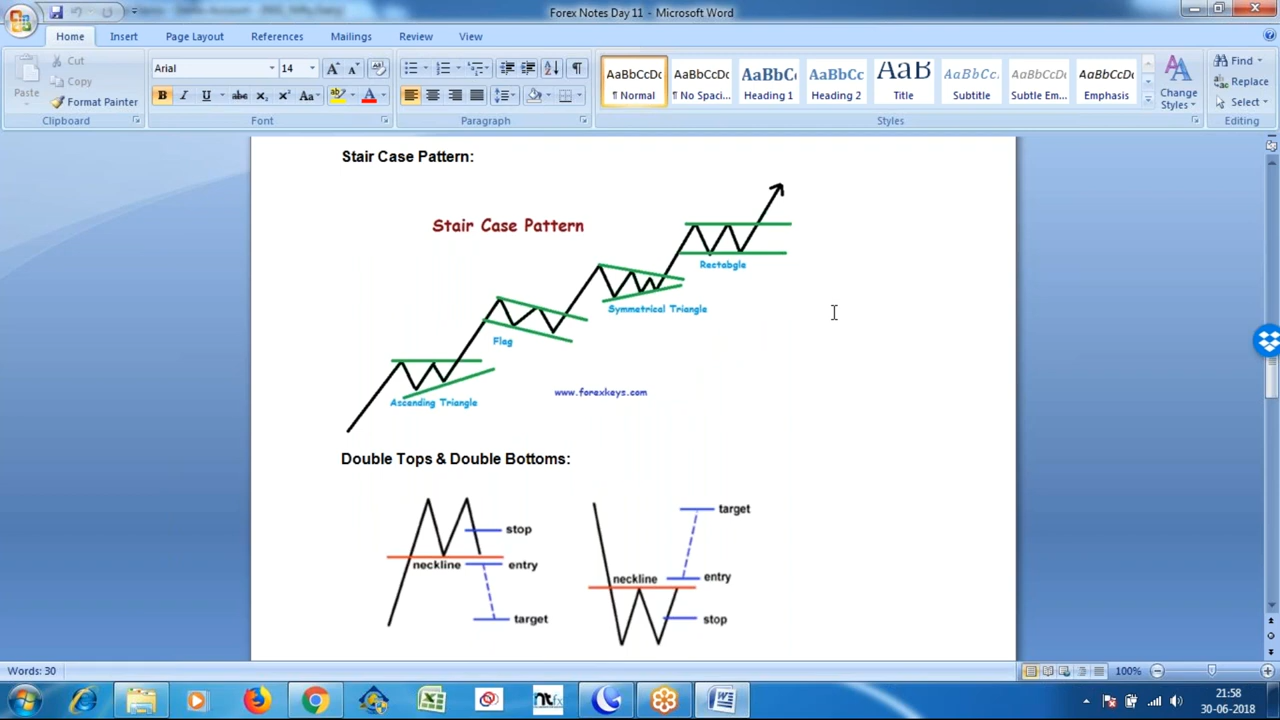 Forex Notes Day 11 - Microsoft Word
Home Insert Page Layout References Mailings Review View
Cut
Copy
Paste
Format Painter
Clipboard
Arial 14
Font
Paragraph
AaBbCcDc AaBbCcDc AaBbC AaBbCc AaB AaBbCc AaBbCcDc AaBbCcDc
¶ Normal ¶ No Spaci... Heading 1 Heading 2 Title Subtitle Subtle Em... Emphasis
Change Styles
Styles
Find
Replace
Select
Editing
Stair Case Pattern:
Stair Case Pattern
Rectabgle
Symmetrical Triangle
Flag
www.forexkeys.com
Ascending Triangle
Double Tops & Double Bottoms:
stop
neckline entry
target
target
neckline entry
stop
Words: 30
100%
21:58
30-06-2018